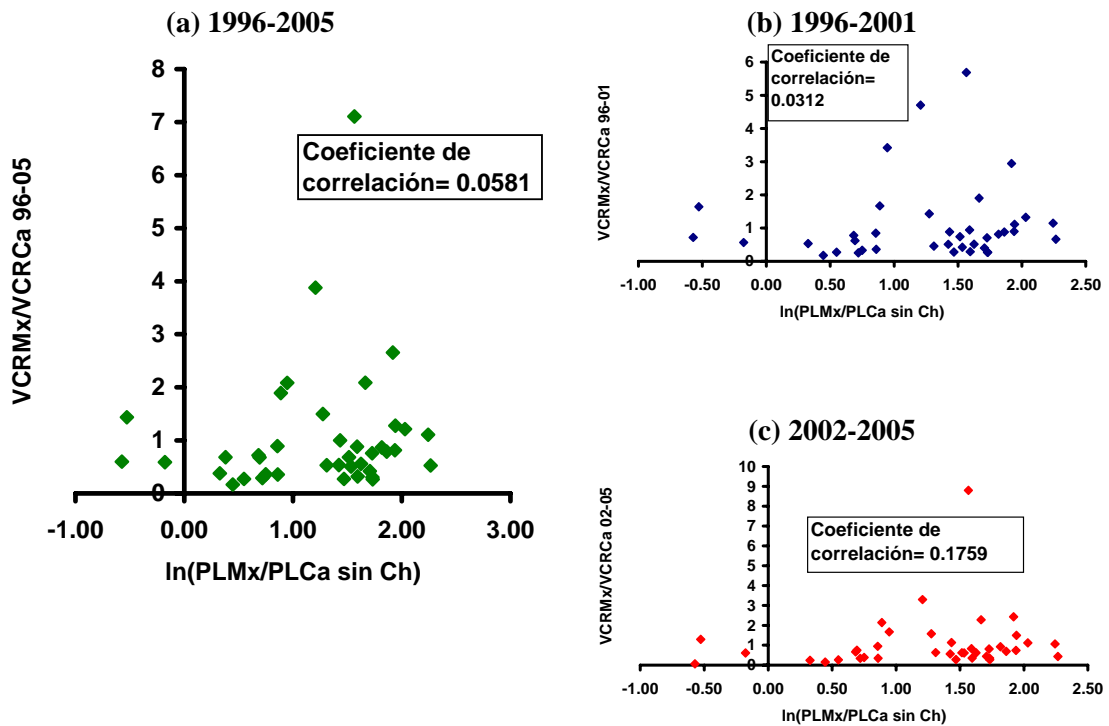 (a) 1996-2005
8
7
6
5
4
3
2
1
0
-1.00 0.00 1.00 2.00 3.00
VCRMx/VCRCa 96-05
ln(PLMx/PLCa sin Ch)
Coeficiente de
correlación= 0.0581
(b) 1996-2001
6
5
4
3
2
1
0
-1.00 -0.50 0.00 0.50 1.00 1.50 2.00 2.50
VCRMx/VCRCa 96-01
ln(PLMx/PLCa sin Ch)
Coeficiente de
correlación=
0.0312
(c) 2002-2005
10
9
8
7
6
5
4
3
2
1
0
-1.00 -0.50 0.00 0.50 1.00 1.50 2.00 2.50
VCRMx/VCRCa 02-05
ln(PLMx/PLCa sin Ch)
Coeficiente de
correlación= 0.1759